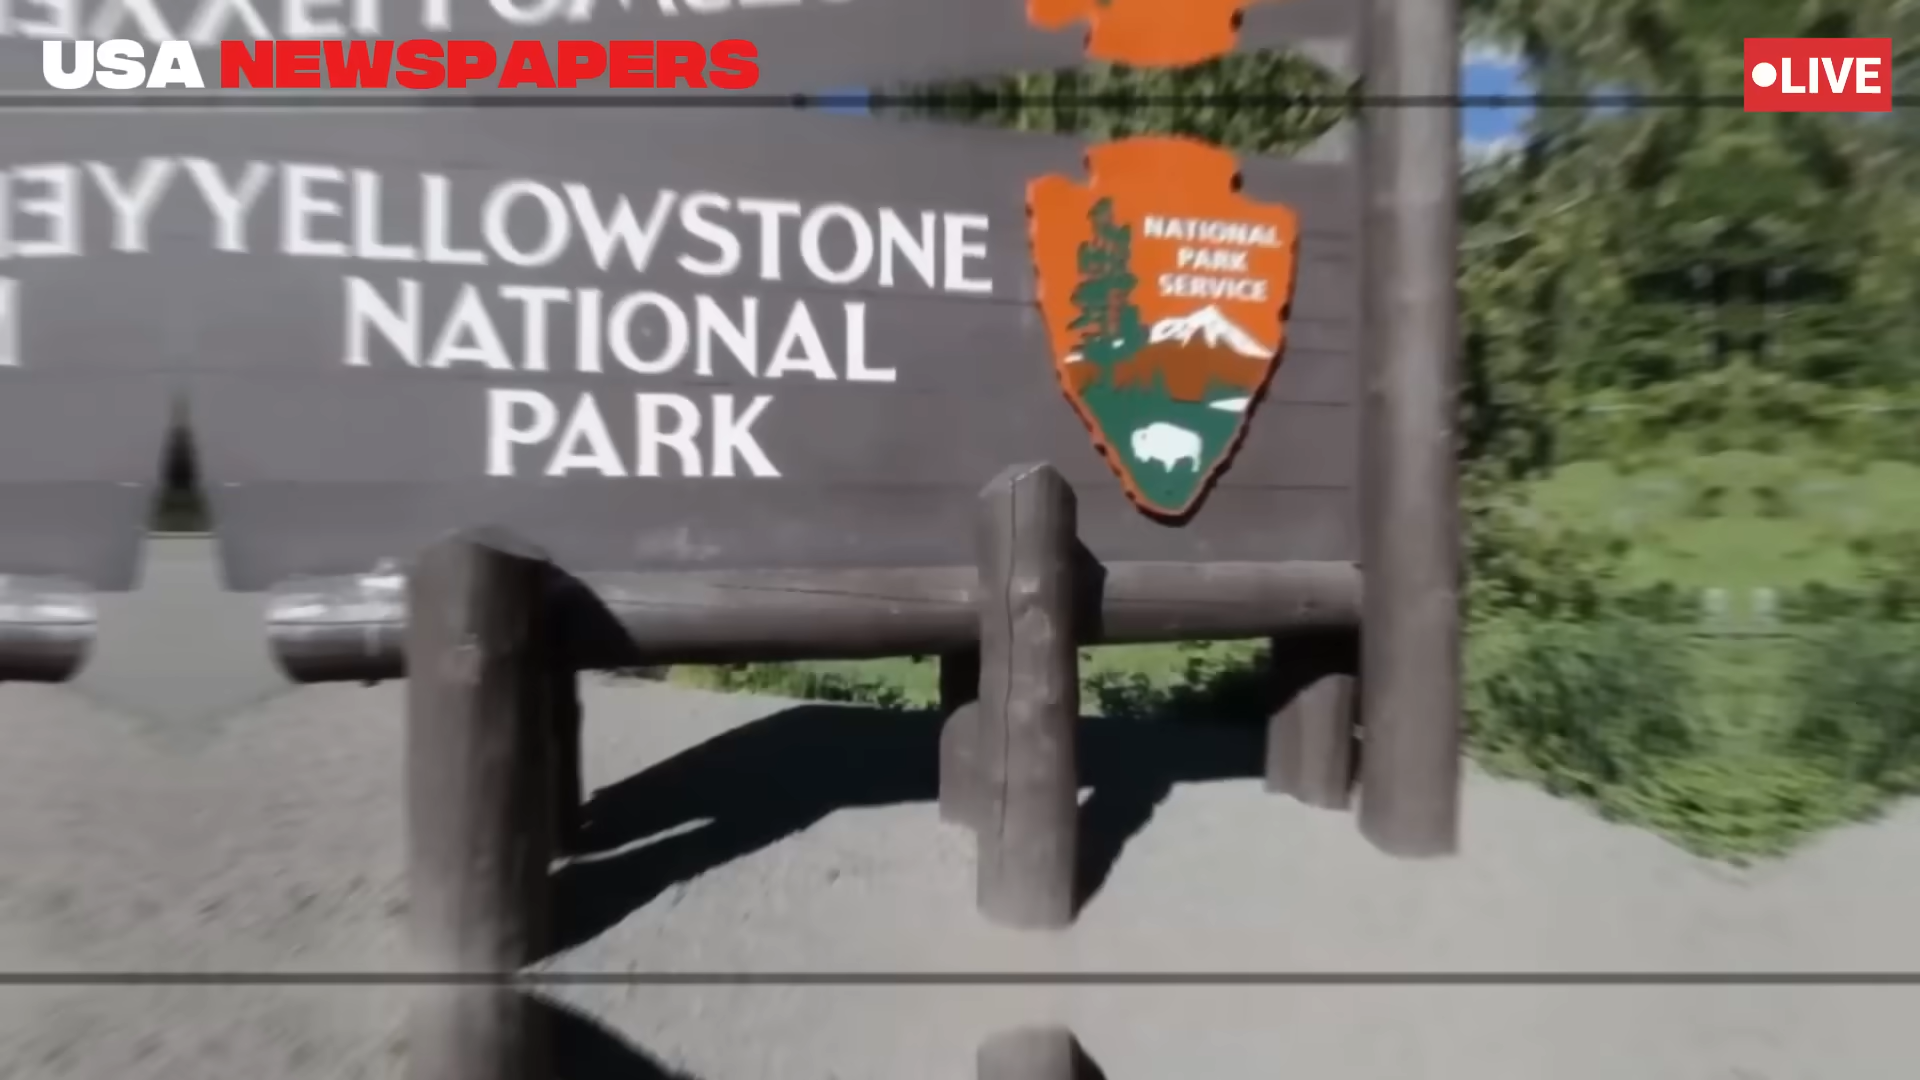 USA NEWSPAPERS
LIVE
YELLOWSTONE
NATIONAL
PARK
NATIONAL
PARK
SERVICE